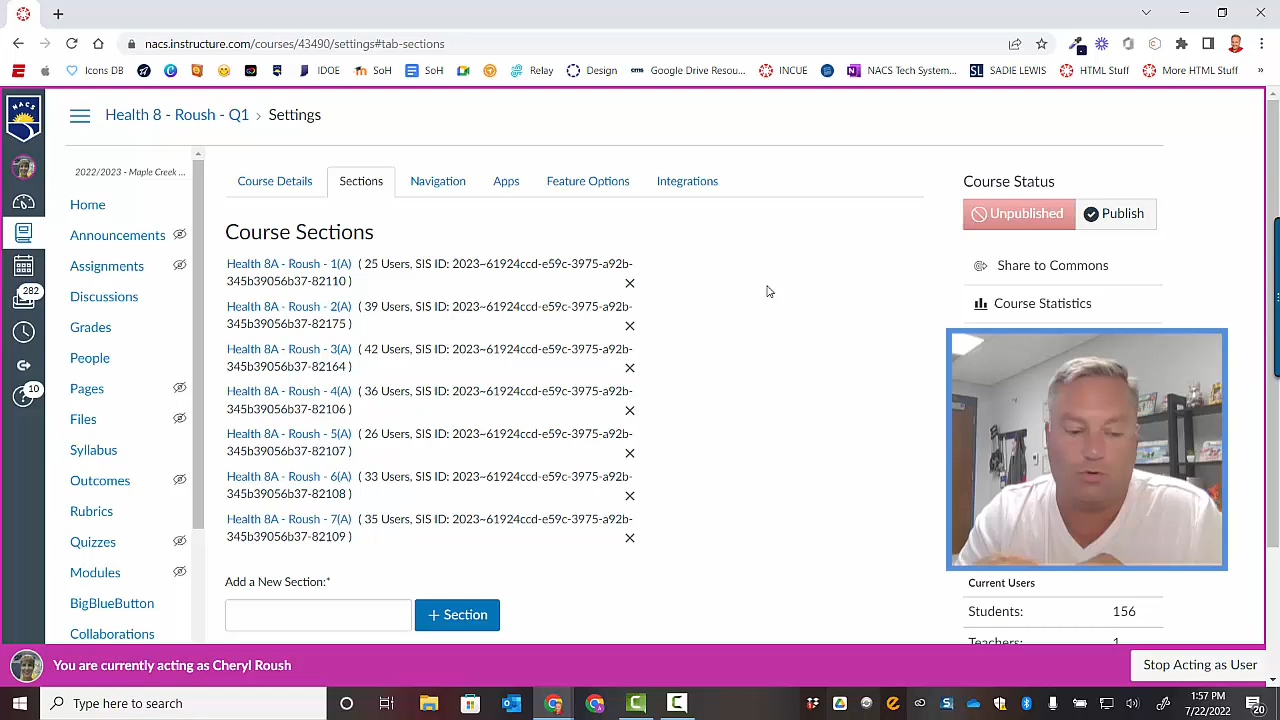 nacs.instructure.com/courses/43490/settings#tab-sections
Icons DB
IDOE
SoH
SoH
Relay
Design
cms
Google Drive Resou...
INCUE
NACS Tech System...
SL SADIE LEWIS
HTML Stuff
More HTML Stuff
»
NACS
Health 8 - Roush - Q1 › Settings
2022/2023 - Maple Creek ...
Home
Announcements
Assignments
Discussions
Grades
People
Pages
Files
Syllabus
Outcomes
Rubrics
Quizzes
Modules
BigBlueButton
Collaborations
282
10
Course Details Sections Navigation Apps Feature Options Integrations
Course Sections
Health 8A - Roush - 1(A) ( 25 Users, SIS ID: 2023~61924ccd-e59c-3975-a92b-
345b39056b37-82110 )
Health 8A - Roush - 2(A) ( 39 Users, SIS ID: 2023~61924ccd-e59c-3975-a92b-
345b39056b37-82175 )
Health 8A - Roush - 3(A) ( 42 Users, SIS ID: 2023~61924ccd-e59c-3975-a92b-
345b39056b37-82164 )
Health 8A - Roush - 4(A) ( 36 Users, SIS ID: 2023~61924ccd-e59c-3975-a92b-
345b39056b37-82106 )
Health 8A - Roush - 5(A) ( 26 Users, SIS ID: 2023~61924ccd-e59c-3975-a92b-
345b39056b37-82107 )
Health 8A - Roush - 6(A) ( 33 Users, SIS ID: 2023~61924ccd-e59c-3975-a92b-
345b39056b37-82108 )
Health 8A - Roush - 7(A) ( 35 Users, SIS ID: 2023~61924ccd-e59c-3975-a92b-
345b39056b37-82109 )
Add a New Section:*
+ Section
Course Status
Unpublished Publish
Share to Commons
Course Statistics
Current Users
Students: 156
Teachers: 1
You are currently acting as Cheryl Roush
Stop Acting as User
Type here to search
1:57 PM
7/22/2022
20